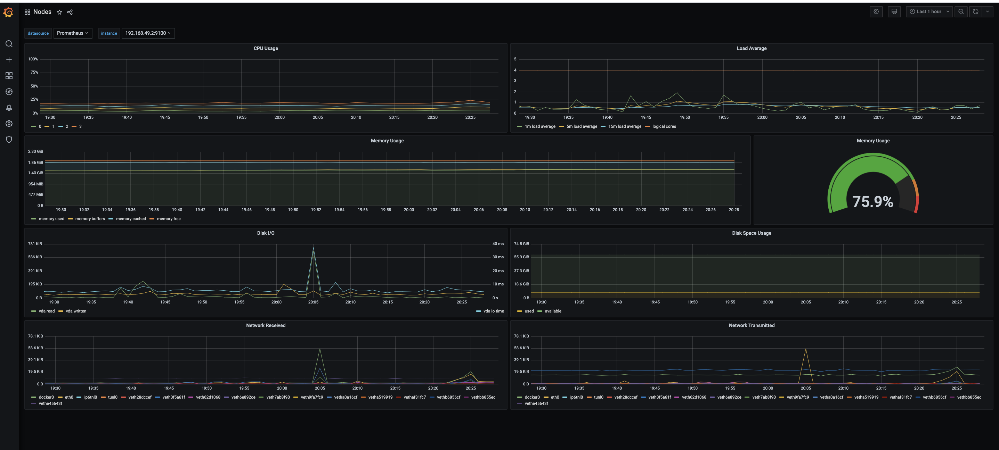 Nodes
Last 1 hour
datasource Prometheus instance 192.168.49.2:9100
CPU Usage
100%
75%
50%
25%
0%
19:30 19:35 19:40 19:45 19:50 19:55 20:00 20:05 20:10 20:15 20:20 20:25
0 1 2 3
Load Average
5
4
3
2
1
0
19:30 19:35 19:40 19:45 19:50 19:55 20:00 20:05 20:10 20:15 20:20 20:25
1m load average 5m load average 15m load average logical cores
Memory Usage
2.33 GiB
1.86 GiB
1.40 GiB
954 MiB
477 MiB
0 B
19:30 19:32 19:34 19:36 19:38 19:40 19:42 19:44 19:46 19:48 19:50 19:52 19:54 19:56 19:58 20:00 20:02 20:04 20:06 20:08 20:10 20:12 20:14 20:16 20:18 20:20 20:22 20:24 20:26 20:28
memory used memory buffers memory cached memory free
Memory Usage
75.9%
Disk I/O
781 KiB 40 ms
586 KiB 30 ms
391 KiB 20 ms
195 KiB 10 ms
0 B 0 s
19:30 19:35 19:40 19:45 19:50 19:55 20:00 20:05 20:10 20:15 20:20 20:25
vda read vda written vda io time
Disk Space Usage
74.5 GiB
55.9 GiB
37.3 GiB
18.6 GiB
0 B
19:30 19:35 19:40 19:45 19:50 19:55 20:00 20:05 20:10 20:15 20:20 20:25
used available
Network Received
78.1 KiB
58.6 KiB
39.1 KiB
19.5 KiB
0 B
19:30 19:35 19:40 19:45 19:50 19:55 20:00 20:05 20:10 20:15 20:20 20:25
docker0 eth0 ip6tnl0 tunl0 veth28dccef veth3f5a61f veth62d1068 veth6e892ce veth7ab8f90 veth9fa7fc9 vetha0a16cf vetha519919 vethaf31fc7 vethb6856cf vethbb855ec
vethe45643f
Network Transmitted
78.1 KiB
58.6 KiB
39.1 KiB
19.5 KiB
0 B
19:30 19:35 19:40 19:45 19:50 19:55 20:00 20:05 20:10 20:15 20:20 20:25
docker0 eth0 ip6tnl0 tunl0 veth28dccef veth3f5a61f veth62d1068 veth6e892ce veth7ab8f90 veth9fa7fc9 vetha0a16cf vetha519919 vethaf31fc7 vethb6856cf vethbb855ec
vethe45643f